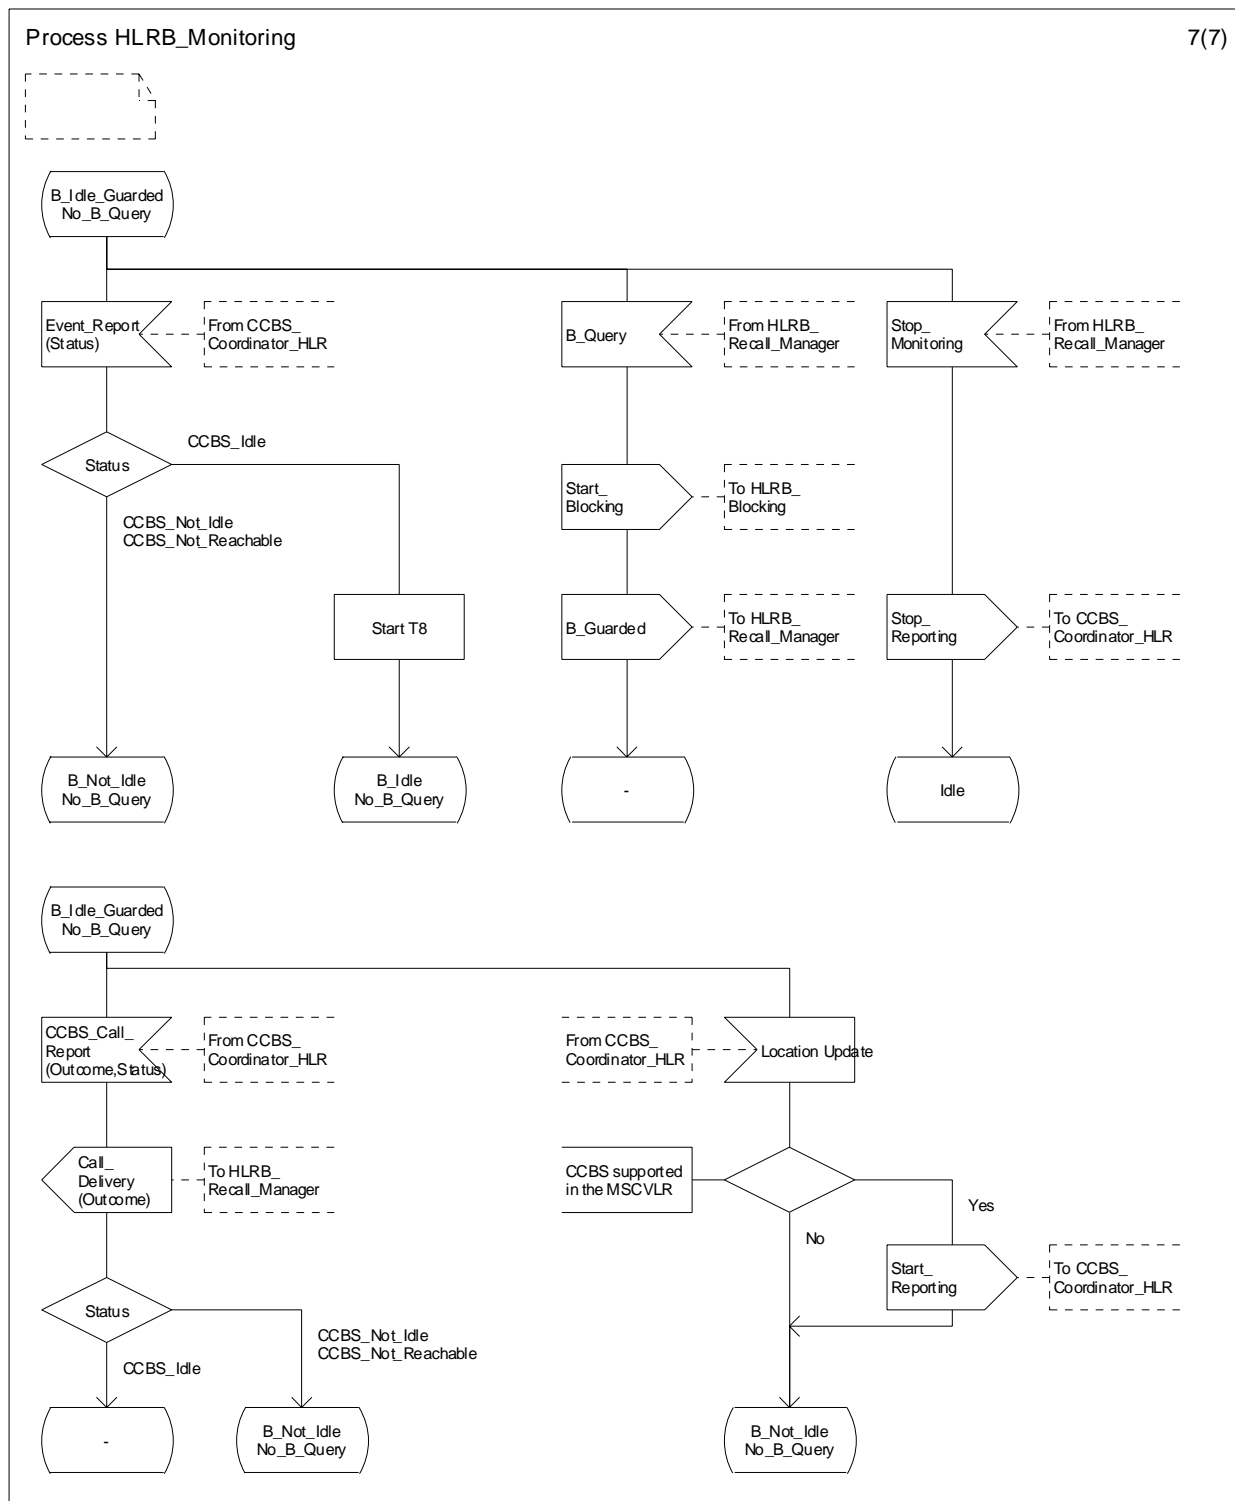 Process HLRB_Monitoring
7(7)
B_Idle_Guarded
No_B_Query
Event_Report
(Status)
From CCBS_
Coordinator_HLR
B_Query
From HLRB_
Recall_Manager
Stop_
Monitoring
From HLRB_
Recall_Manager
Status
CCBS_Idle
CCBS_Not_Idle
CCBS_Not_Reachable
Start_
Blocking
To HLRB_
Blocking
Start T8
B_Guarded
To HLRB_
Recall_Manager
Stop_
Reporting
To CCBS_
Coordinator_HLR
B_Not_Idle
No_B_Query
B_Idle
No_B_Query
-
Idle
B_Idle_Guarded
No_B_Query
CCBS_Call_
Report
(Outcome,Status)
From CCBS_
Coordinator_HLR
From CCBS_
Coordinator_HLR
Location Update
Call_
Delivery
(Outcome)
To HLRB_
Recall_Manager
CCBS supported
in the MSCVLR
Yes
No
Start_
Reporting
To CCBS_
Coordinator_HLR
Status
CCBS_Not_Idle
CCBS_Not_Reachable
CCBS_Idle
-
B_Not_Idle
No_B_Query
B_Not_Idle
No_B_Query